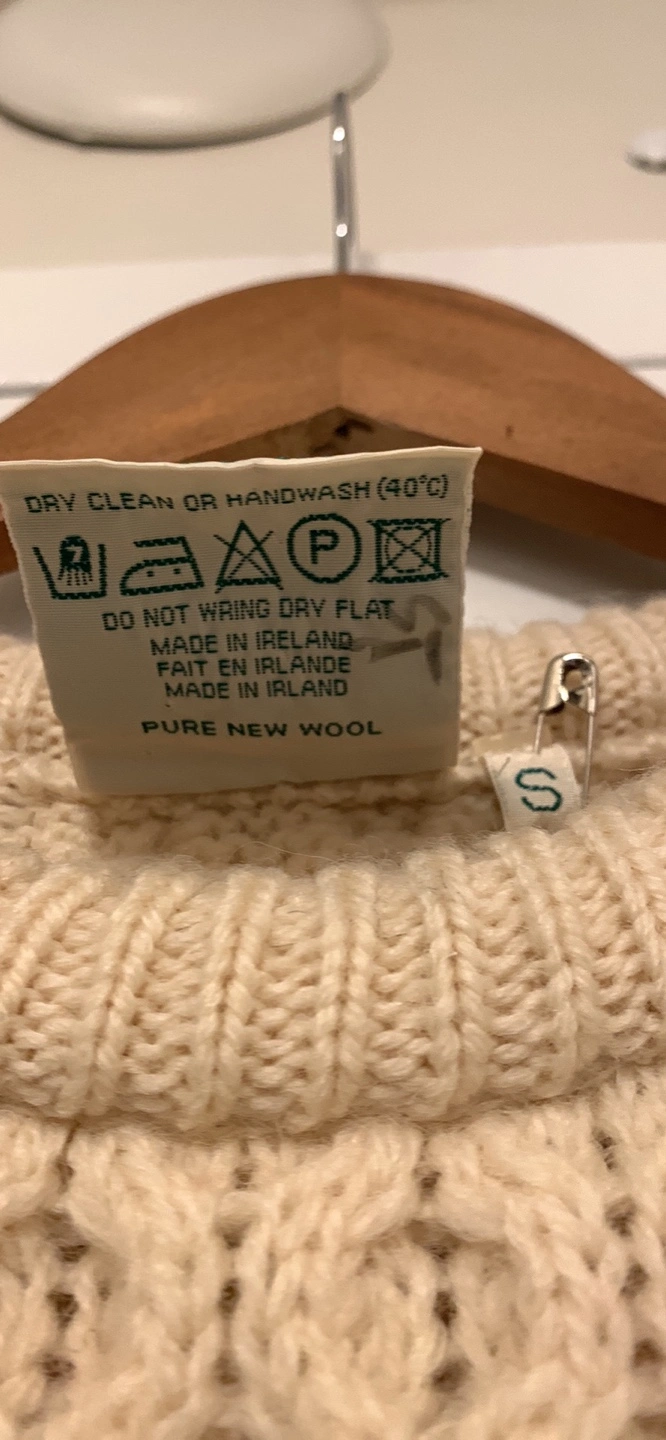 DRY CLEAN OR HANDWASH (40°C)
7 P
DO NOT WRING DRY FLAT
MADE IN IRELAND
FAIT EN IRLANDE
MADE IN IRLAND
PURE NEW WOOL
S